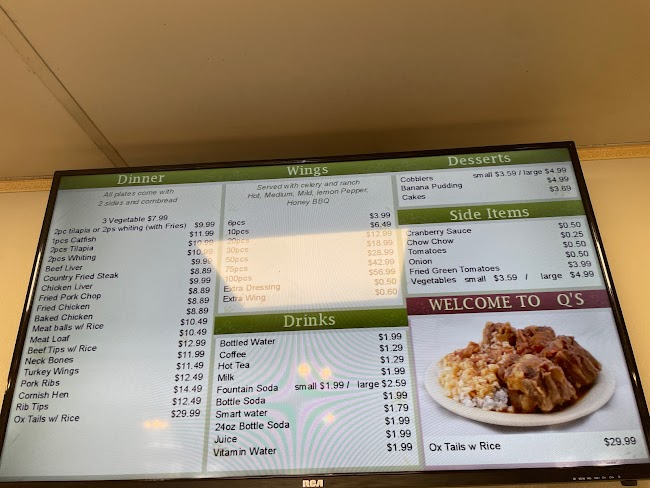 Dinner
All plates come with
2 sides and cornbread
3 Vegetable $7.99
2pc tilapia or 2ps whiting (with Fries) $9.99
1pcs Catfish $11.99
2pcs Tilapia $10.99
2pcs Whiting $10.99
Beef Liver $9.99
Country Fried Steak $8.89
Chicken Liver $9.99
Fried Pork Chop $8.89
Fried Chicken $8.89
Baked Chicken $8.89
Meat balls w/ Rice $10.49
Meat Loaf $10.49
Beef Tips w/ Rice $12.99
Neck Bones $11.99
Turkey Wings $11.49
Pork Ribs $12.49
Cornish Hen $14.49
Rib Tips $12.49
Ox Tails w/ Rice $29.99
Wings
Served with celery and ranch
Hot, Medium, Mild, lemon Pepper,
Honey BBQ
6pcs $3.99
10pcs $6.49
20pcs $12.99
30pcs $18.99
50pcs $28.99
75pcs $42.99
100pcs $56.99
Extra Dressing $0.50
Extra Wing $0.60
Drinks
Bottled Water $1.99
Coffee $1.29
Hot Tea $1.29
Milk $1.99
Fountain Soda small $1.99 / large $2.59
Bottle Soda $1.99
Smart water $1.79
24oz Bottle Soda $1.99
Juice $1.99
Vitamin Water $1.99
Desserts
Cobblers small $3.59 / large $4.99
Banana Pudding $4.99
Cakes $3.69
Side Items
Cranberry Sauce $0.50
Chow Chow $0.25
Tomatoes $0.50
Onion $0.50
Fried Green Tomatoes $3.99
Vegetables small $3.59 / large $4.99
WELCOME TO Q'S
Ox Tails w Rice $29.99
RCA